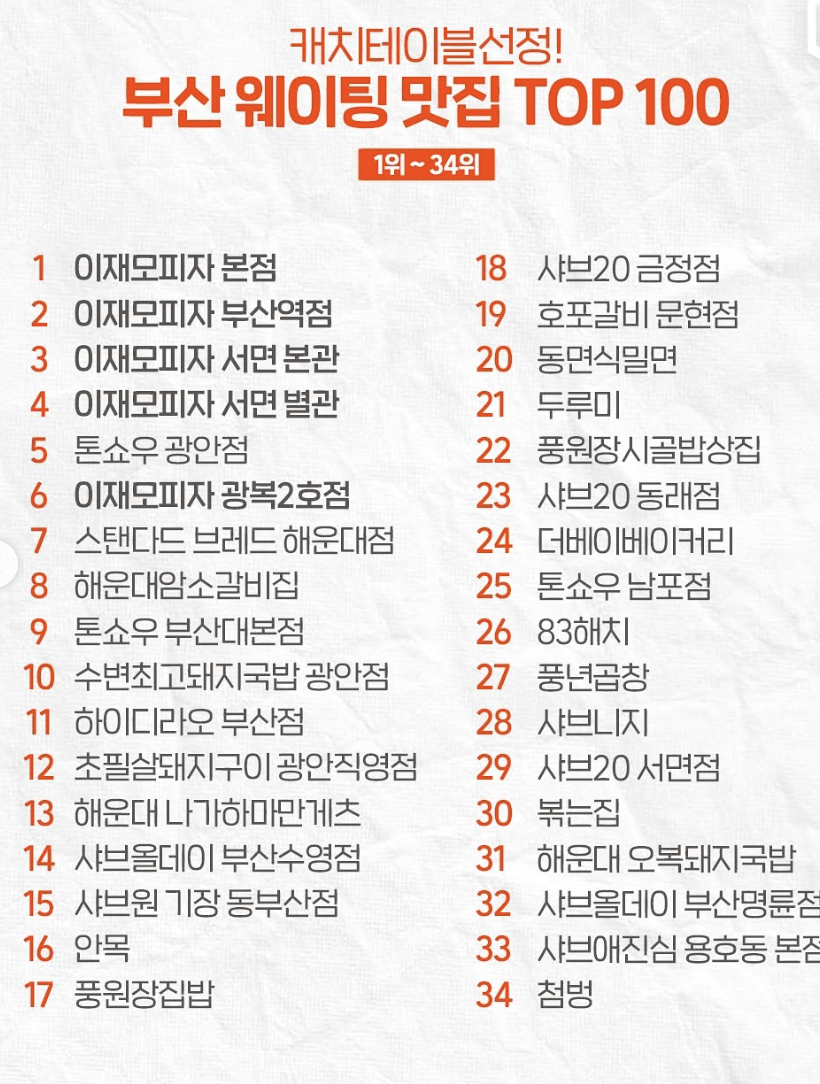 캐치테이블선정!
부산 웨이팅 맛집 TOP 100
1위 ~ 34위
1 이재모피자 본점
2 이재모피자 부산역점
3 이재모피자 서면 본관
4 이재모피자 서면 별관
5 톤쇼우 광안점
6 이재모피자 광복2호점
7 스탠다드 브레드 해운대점
8 해운대암소갈비집
9 톤쇼우 부산대본점
10 수변최고돼지국밥 광안점
11 하이디라오 부산점
12 초필살돼지구이 광안직영점
13 해운대 나가하마만게츠
14 샤브올데이 부산수영점
15 샤브원 기장 동부산점
16 안목
17 풍원장집밥
18 샤브20 금정점
19 호포갈비 문현점
20 동면식밀면
21 두루미
22 풍원장시골밥상집
23 샤브20 동래점
24 더베이베이커리
25 톤쇼우 남포점
26 83해치
27 풍년곱창
28 샤브니지
29 샤브20 서면점
30 볶는집
31 해운대 오복돼지국밥
32 샤브올데이 부산명륜점
33 샤브애진심 용호동 본점
34 첨벙